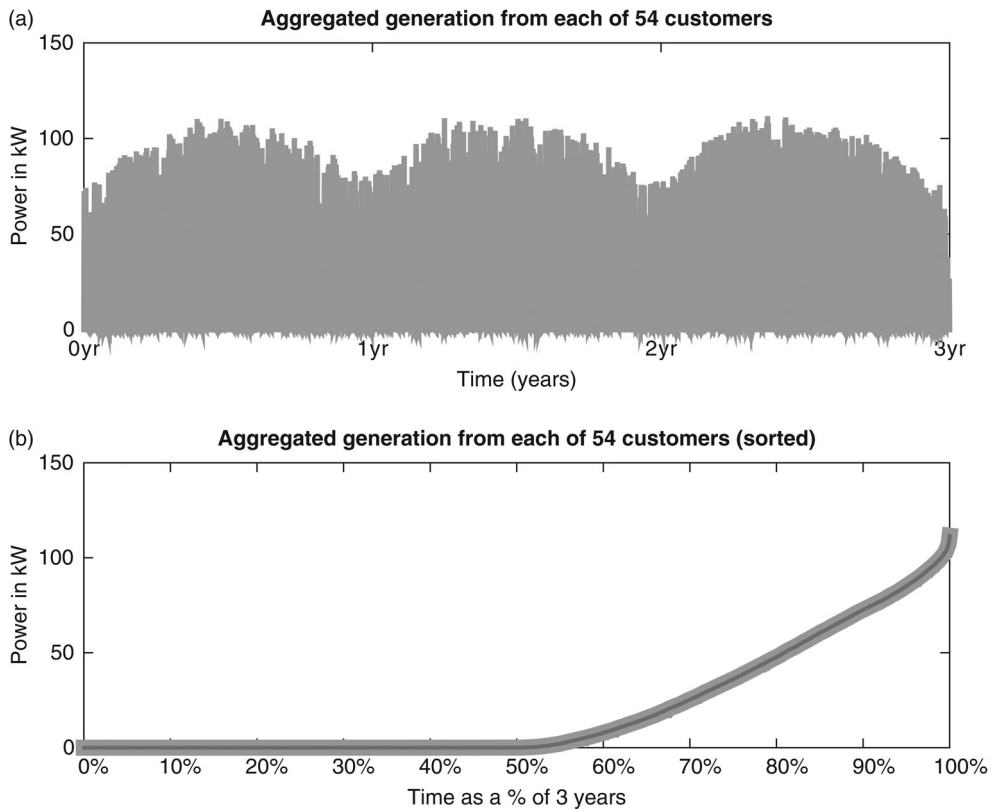 (a)
Aggregated generation from each of 54 customers
150
100
50
0
Power in kW
0yr 1yr 2yr 3yr
Time (years)
(b)
Aggregated generation from each of 54 customers (sorted)
150
100
50
0
Power in kW
0% 10% 20% 30% 40% 50% 60% 70% 80% 90% 100%
Time as a % of 3 years